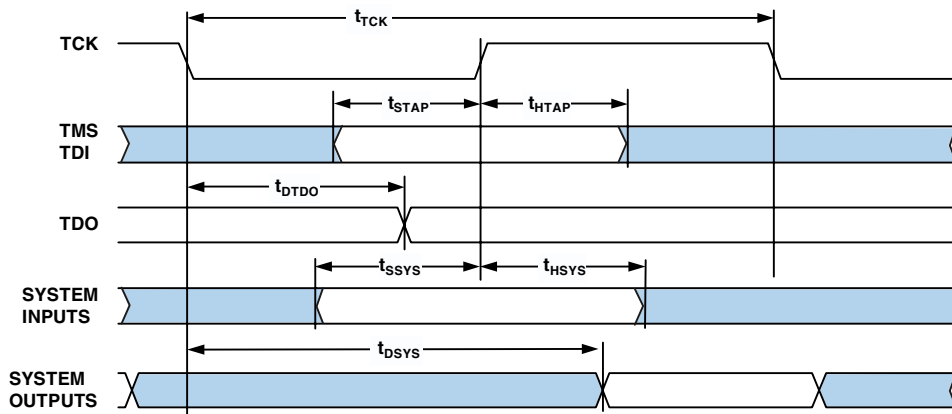 tTCK
TCK
tSTAP
tHTAP
TMS
TDI
tDTDO
TDO
tSSYS
tHSYS
SYSTEM
INPUTS
tDSYS
SYSTEM
OUTPUTS